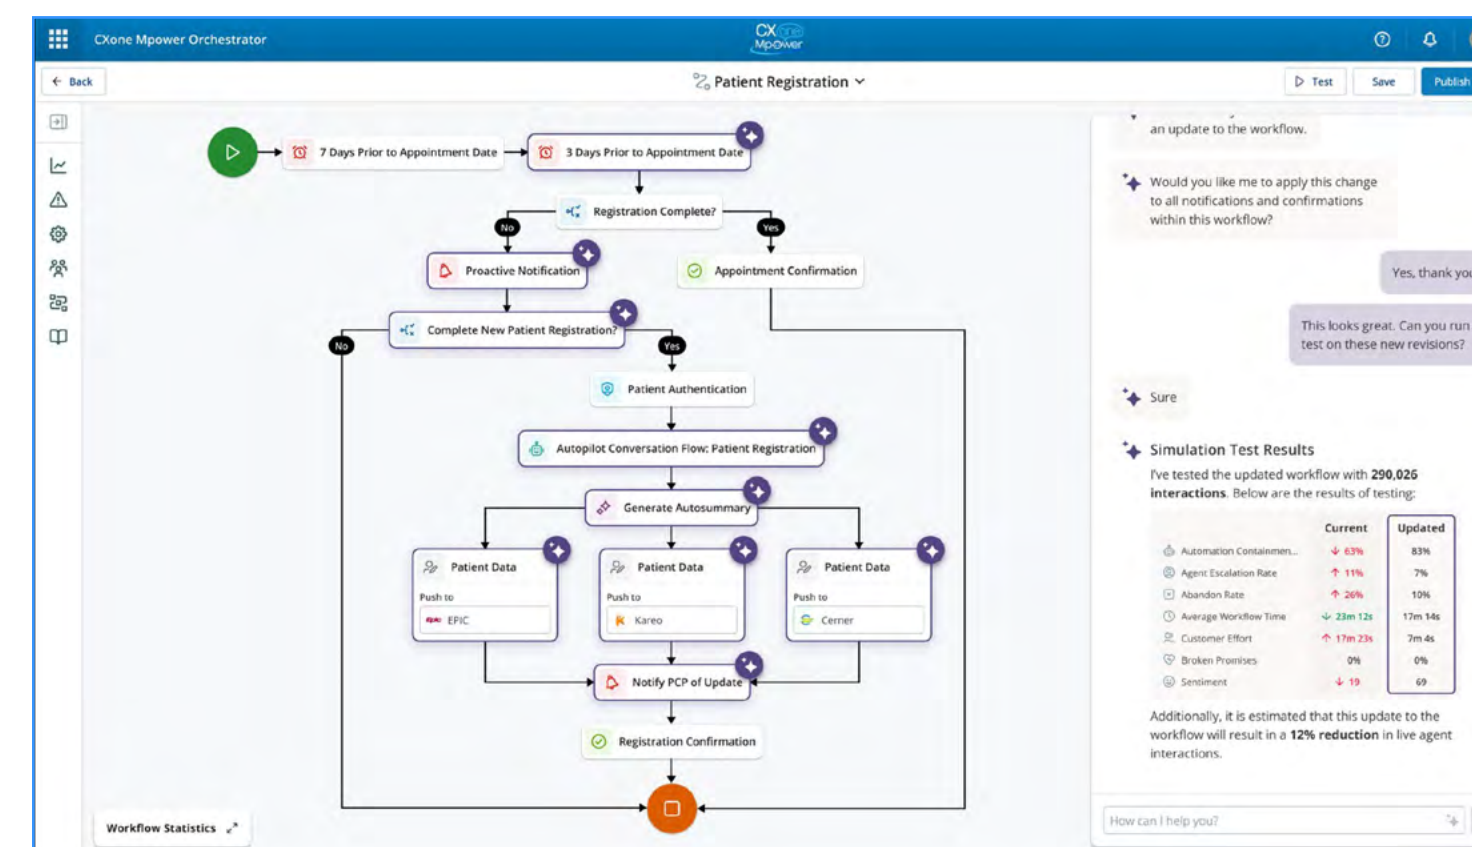 CXone Mpower Orchestrator
CXone
Mpower
Back
Patient Registration
Test
Save
Publish
7 Days Prior to Appointment Date
3 Days Prior to Appointment Date
Registration Complete?
No
Yes
Proactive Notification
Appointment Confirmation
Complete New Patient Registration?
No
Yes
Patient Authentication
Autopilot Conversation Flow: Patient Registration
Generate Autosummary
Patient Data
Patient Data
Patient Data
Push to
Push to
Push to
Epic EPIC
Kareo
Cerner
Notify PCP of Update
Registration Confirmation
Workflow Statistics
an update to the workflow.
Would you like me to apply this change
to all notifications and confirmations
within this workflow?
Yes, thank you
This looks great. Can you run
test on these new revisions?
Sure
Simulation Test Results
I've tested the updated workflow with 290,026
interactions. Below are the results of testing:
Current Updated
Automation Containmen... ↓ 63% 83%
Agent Escalation Rate ↑ 11% 7%
Abandon Rate ↑ 26% 10%
Average Workflow Time ↓ 23m 12s 17m 14s
Customer Effort ↑ 17m 23s 7m 4s
Broken Promises 0% 0%
Sentiment ↓ 19 69
Additionally, it is estimated that this update to the
workflow will result in a 12% reduction in live agent
interactions.
How can I help you?